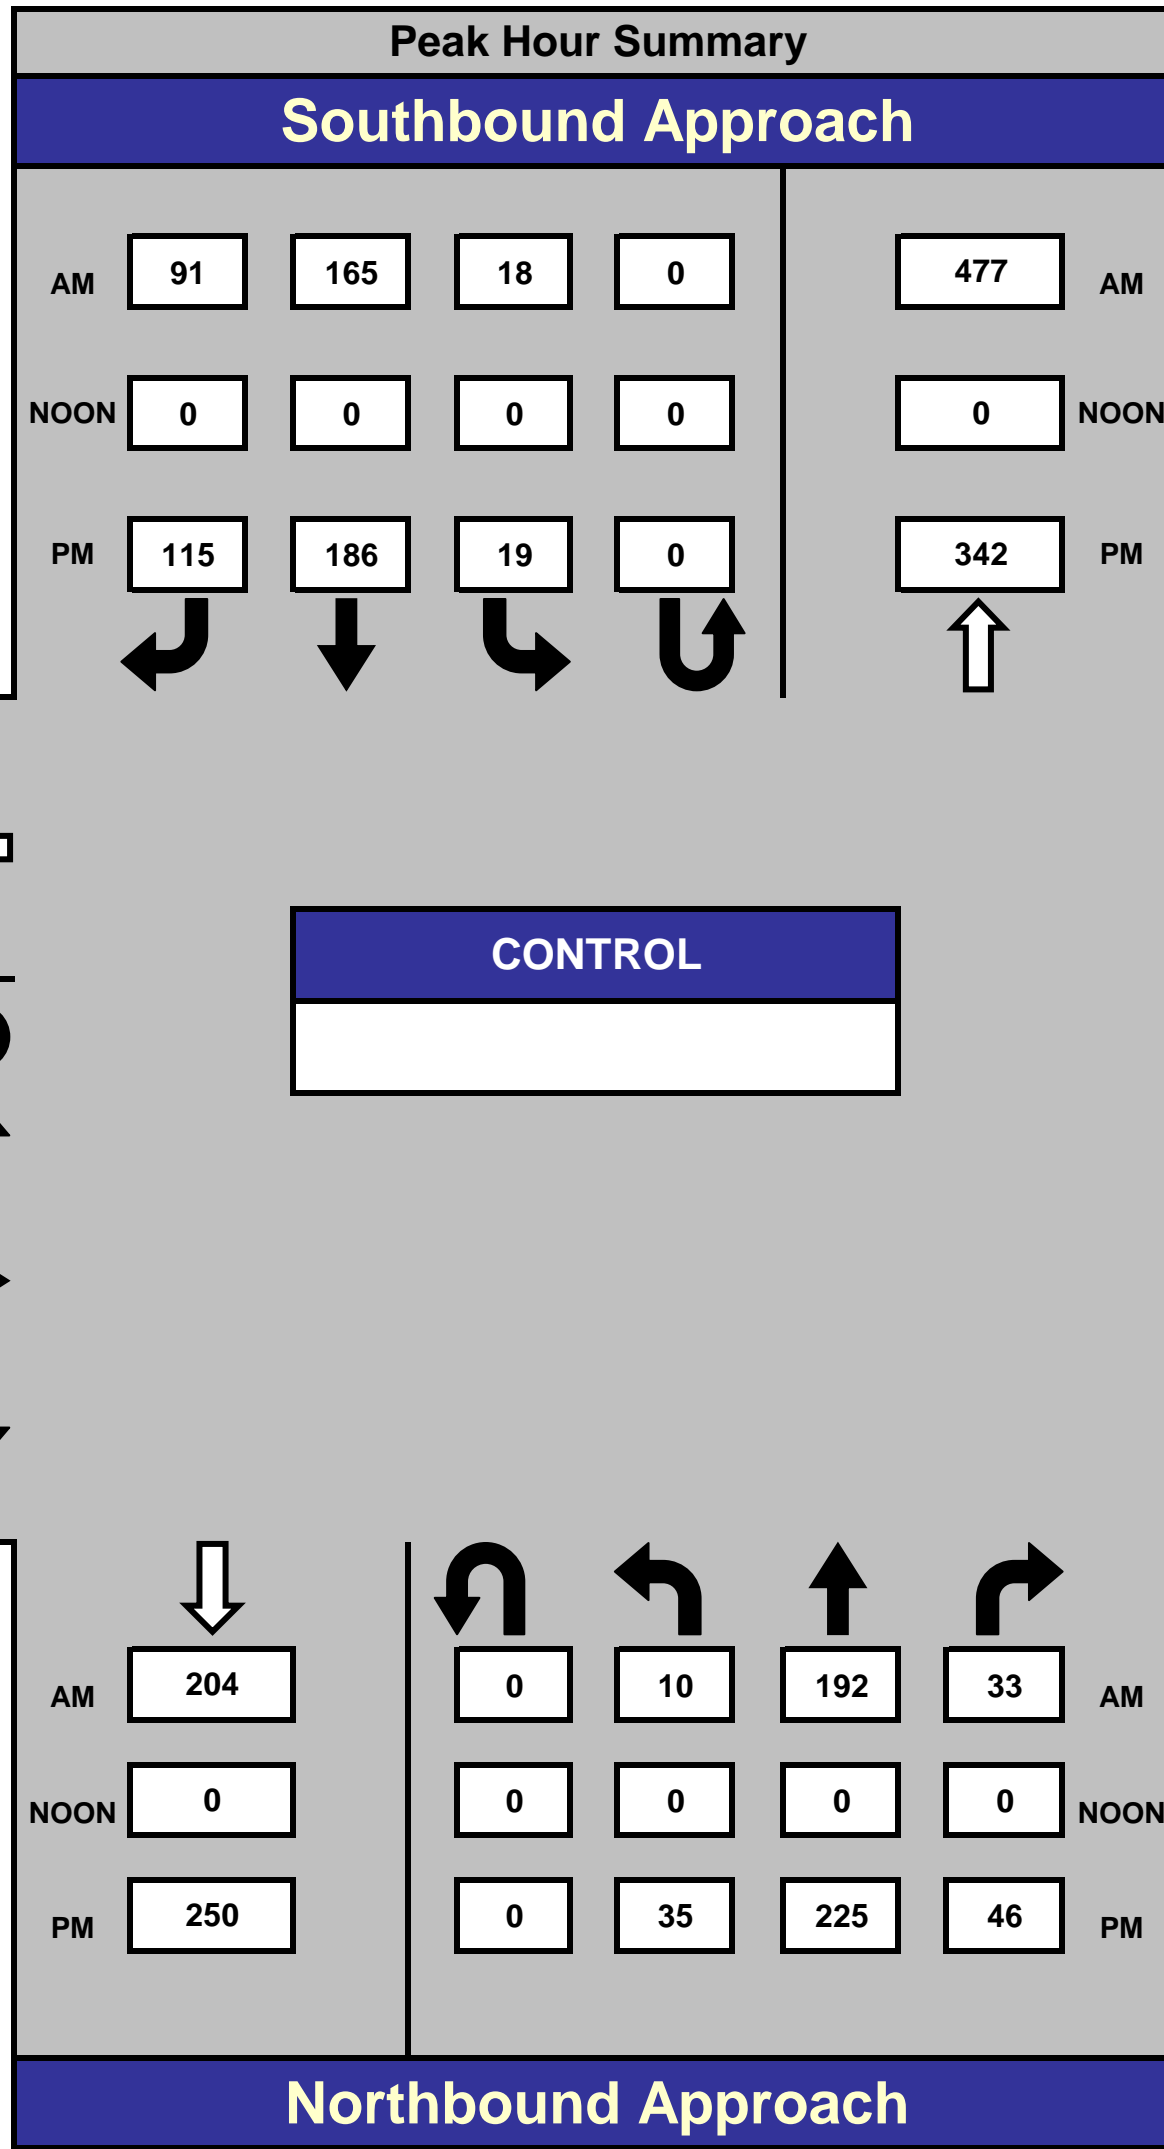 Peak Hour Summary
Southbound Approach
AM 91 165 18 0 477 AM
NOON 0 0 0 0 0 NOON
PM 115 186 19 0 342 PM
CONTROL
AM 204 0 10 192 33 AM
NOON 0 0 0 0 0 NOON
PM 250 0 35 225 46 PM
Northbound Approach